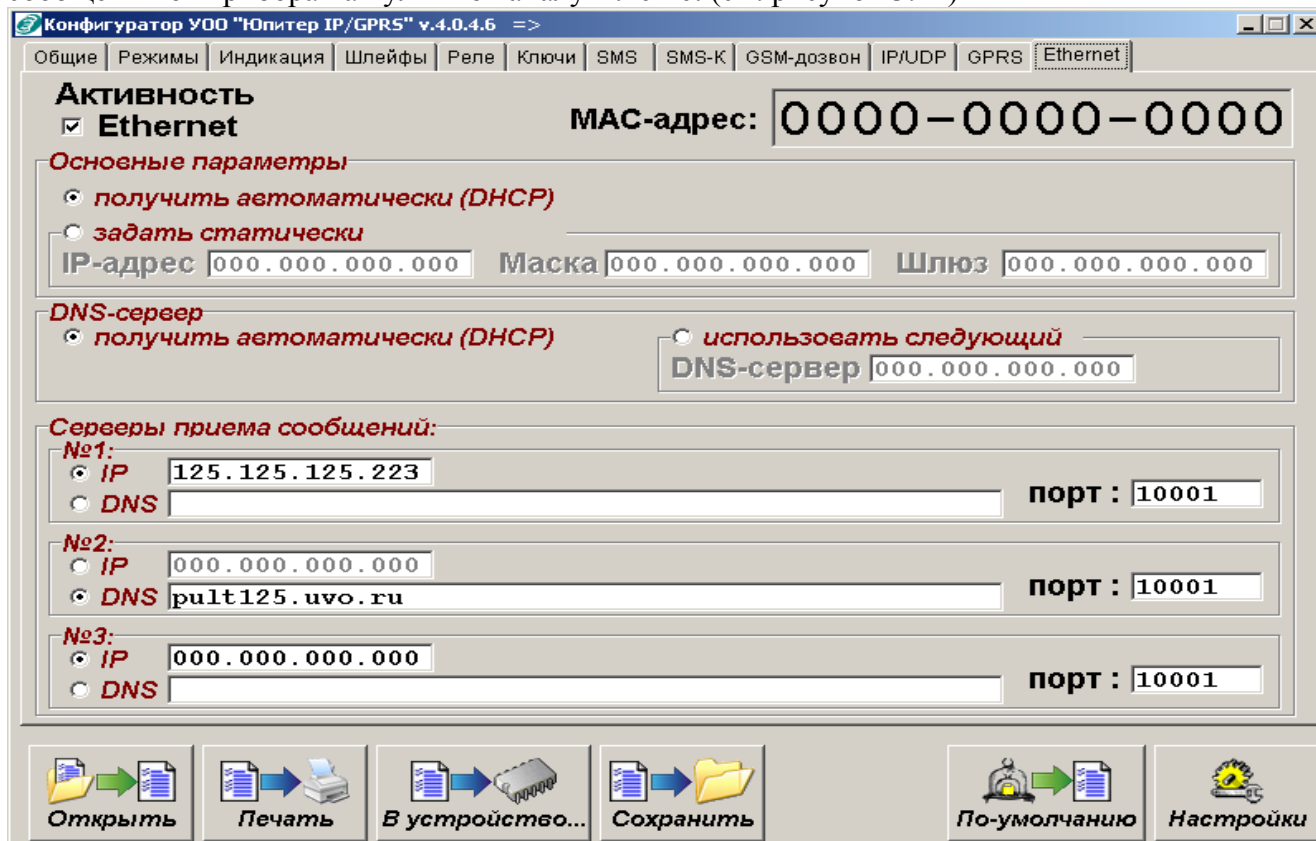 Конфигуратор УОО "Юпитер IP/GPRS" v.4.0.4.6 =>
Общие Режимы Индикация Шлейфы Реле Ключи SMS SMS-K GSM-дозвон IP/UDP GPRS Ethernet
Активность
Ethernet
MAC-адрес: 0000-0000-0000
Основные параметры
получить автоматически (DHCP)
задать статически
IP-адрес 000.000.000.000 Маска 000.000.000.000 Шлюз 000.000.000.000
DNS-сервер
получить автоматически (DHCP)
использовать следующий
DNS-сервер 000.000.000.000
Серверы приема сообщений:
№1:
IP 125.125.125.223
DNS
порт : 10001
№2:
IP 000.000.000.000
DNS pult125.uvo.ru
порт : 10001
№3:
IP 000.000.000.000
DNS
порт : 10001
Открыть Печать В устройство... Сохранить По-умолчанию Настройки